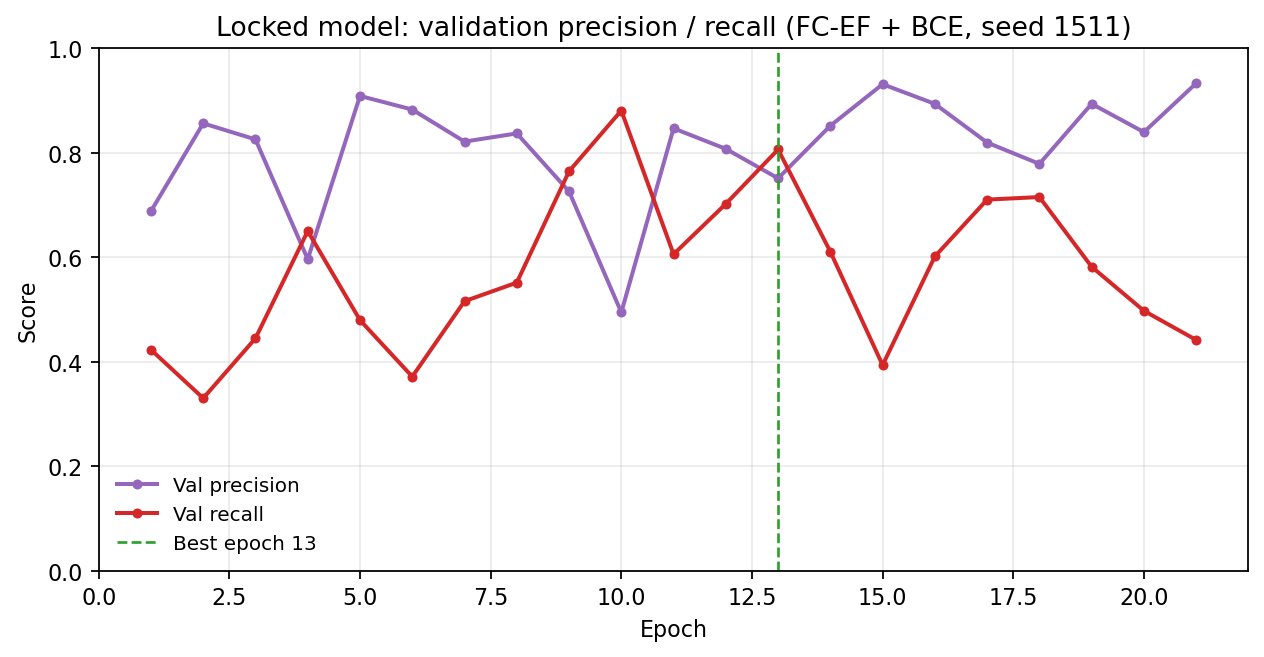 Locked model: validation precision / recall (FC-EF + BCE, seed 1511)
1.0
0.8
0.6
0.4
0.2
0.0
Score
Val precision
Val recall
Best epoch 13
0.0 2.5 5.0 7.5 10.0 12.5 15.0 17.5 20.0
Epoch